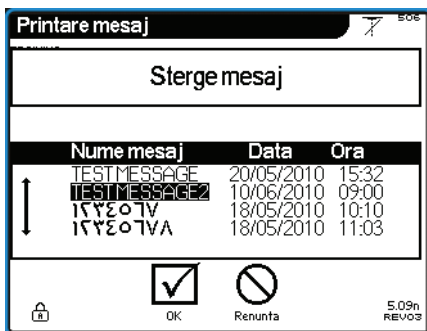 Printare mesaj
506
Sterge mesaj
Nume mesaj Data Ora
TESTMESSAGE 20/05/2010 15:32
TESTMESSAGE2 10/06/2010 09:00
١٢٣٤٥٦٧ 18/05/2010 10:10
١٢٣٤٥٦٧٨ 18/05/2010 11:03
OK Renunta
5.09n
REV03